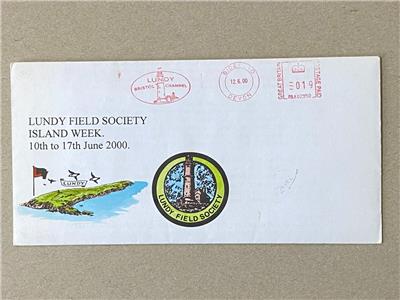 LUNDY
BRISTOL CHANNEL
DEVON
12.6.00
GREAT BRITAIN
POSTAGE PAID
019
LUNDY FIELD SOCIETY
ISLAND WEEK.
10th to 17th June 2000.
LUNDY
LUNDY FIELD SOCIETY